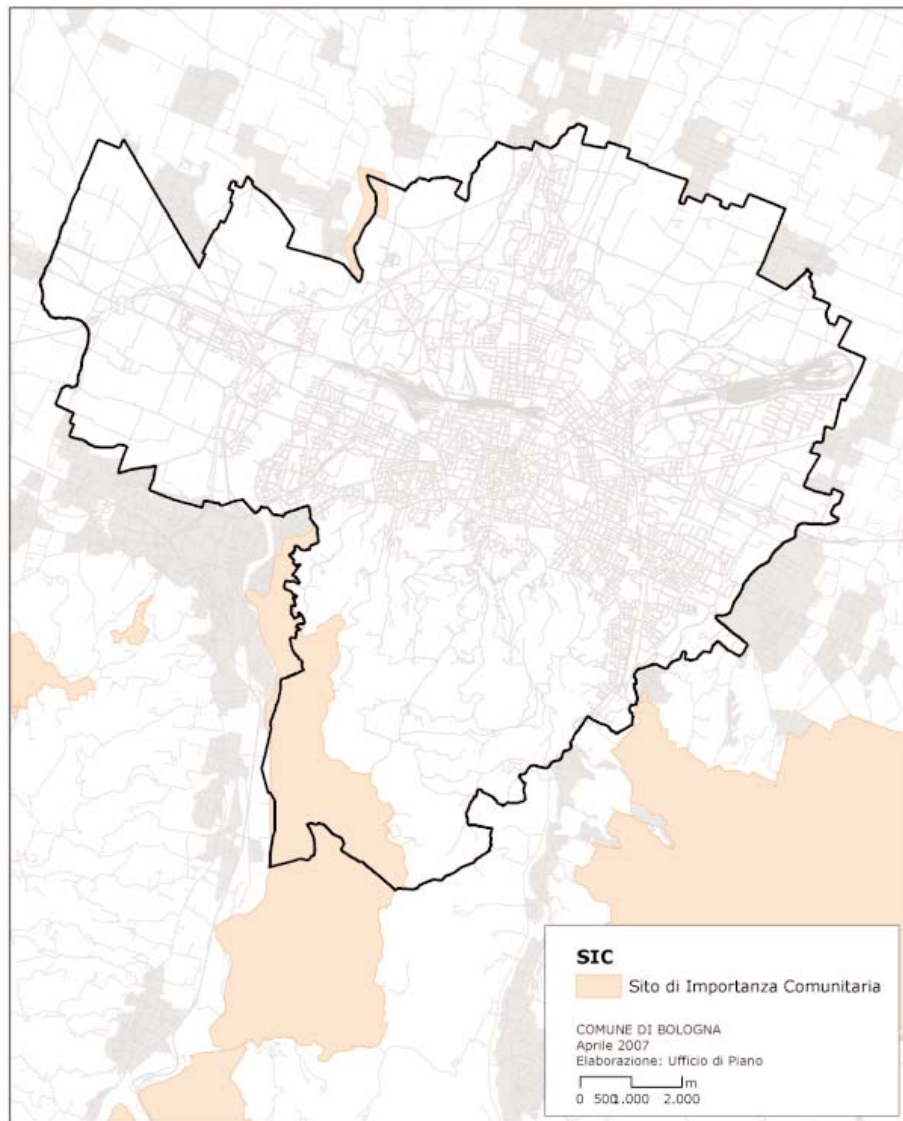 SIC
Sito di Importanza Comunitaria
COMUNE DI BOLOGNA
Aprile 2007
Elaborazione: Ufficio di Piano
m
0 500 1.000 2.000